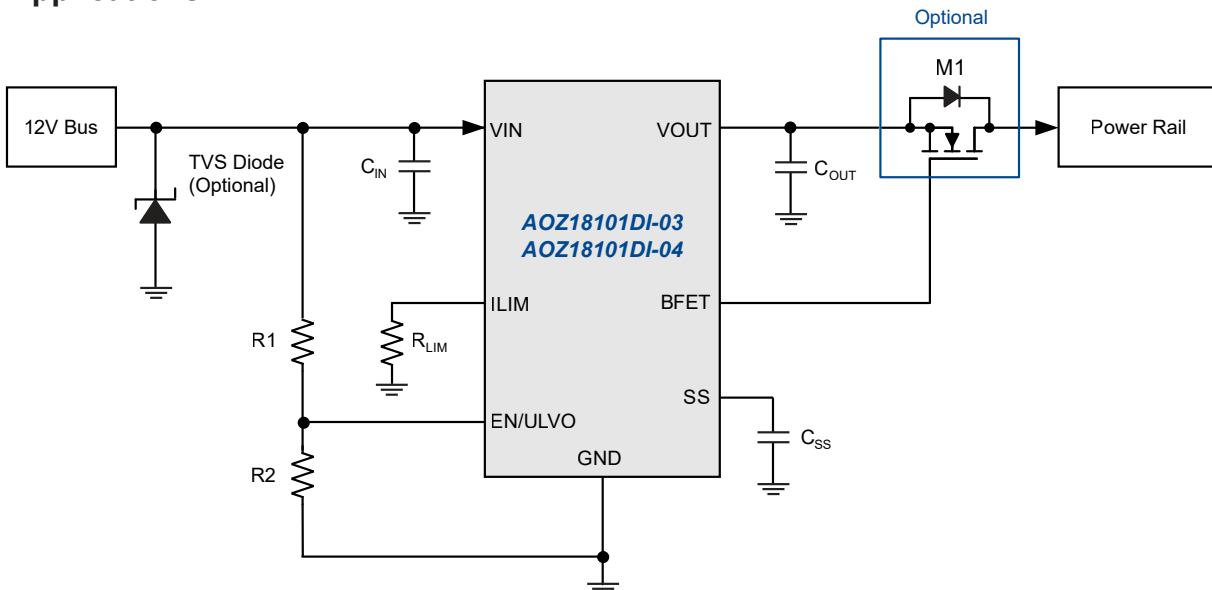 Optional
M1
12V Bus
VIN
VOUT
Power Rail
TVS Diode
(Optional)
CIN
COUT
AOZ18101DI-03
AOZ18101DI-04
ILIM
BFET
R1
RLIM
SS
EN/ULVO
CSS
R2
GND